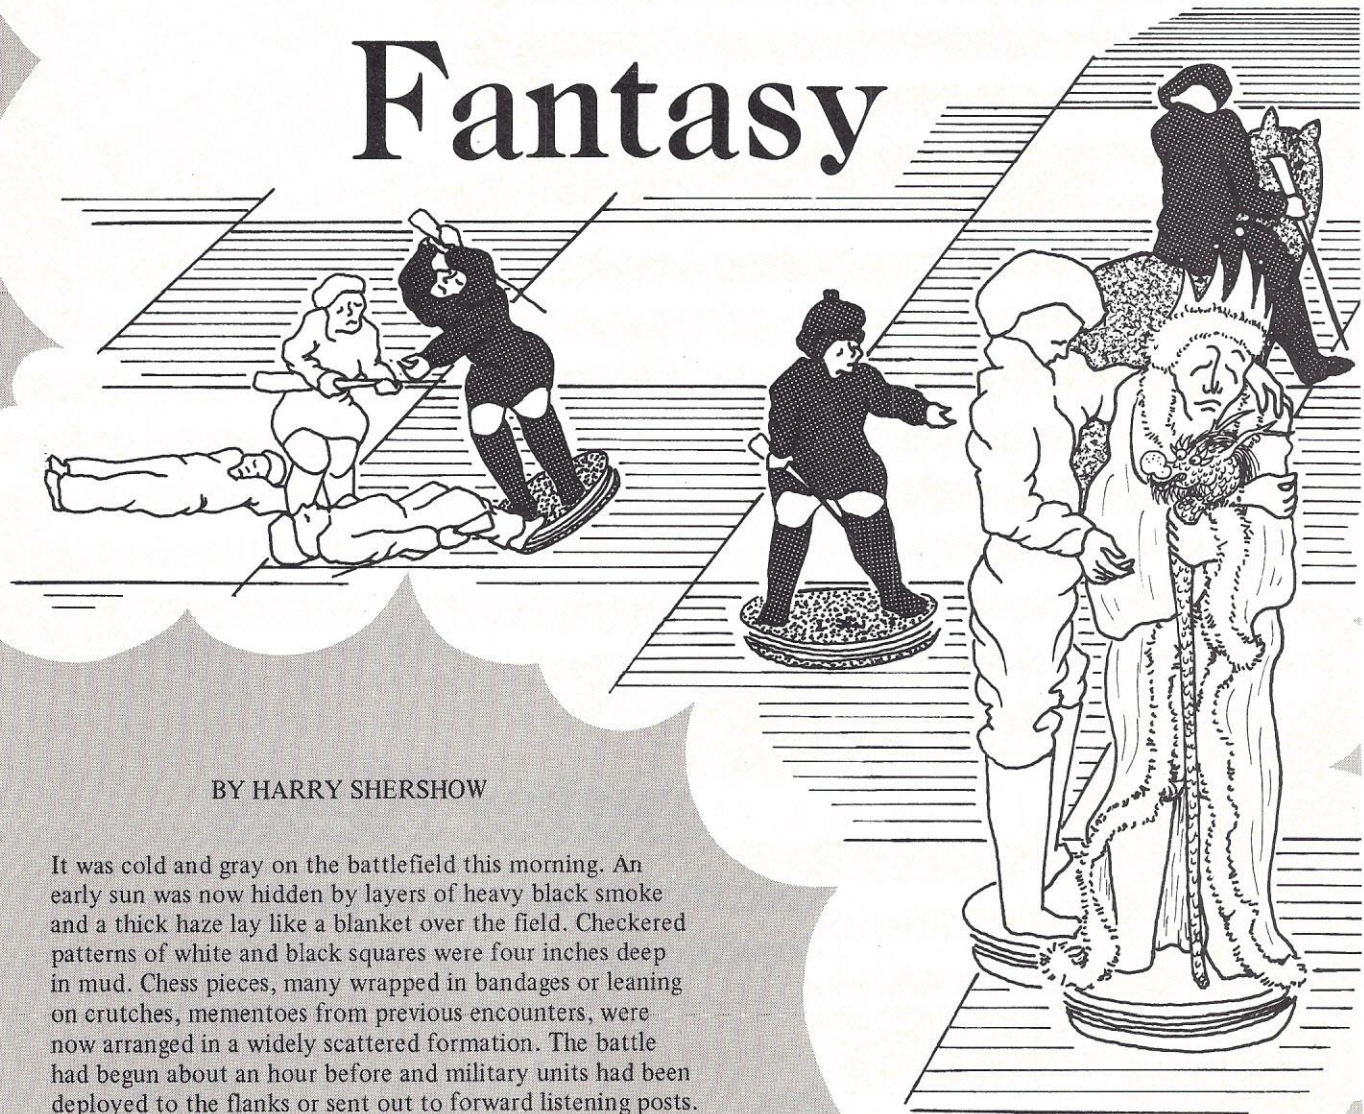 Fantasy
BY HARRY SHERSHOW
It was cold and gray on the battlefield this morning. An
early sun was now hidden by layers of heavy black smoke
and a thick haze lay like a blanket over the field. Checkered
patterns of white and black squares were four inches deep
in mud. Chess pieces, many wrapped in bandages or leaning
on crutches, mementoes from previous encounters, were
now arranged in a widely scattered formation. The battle
had begun about an hour before and military units had been
deployed to the flanks or sent out to forward listening posts.